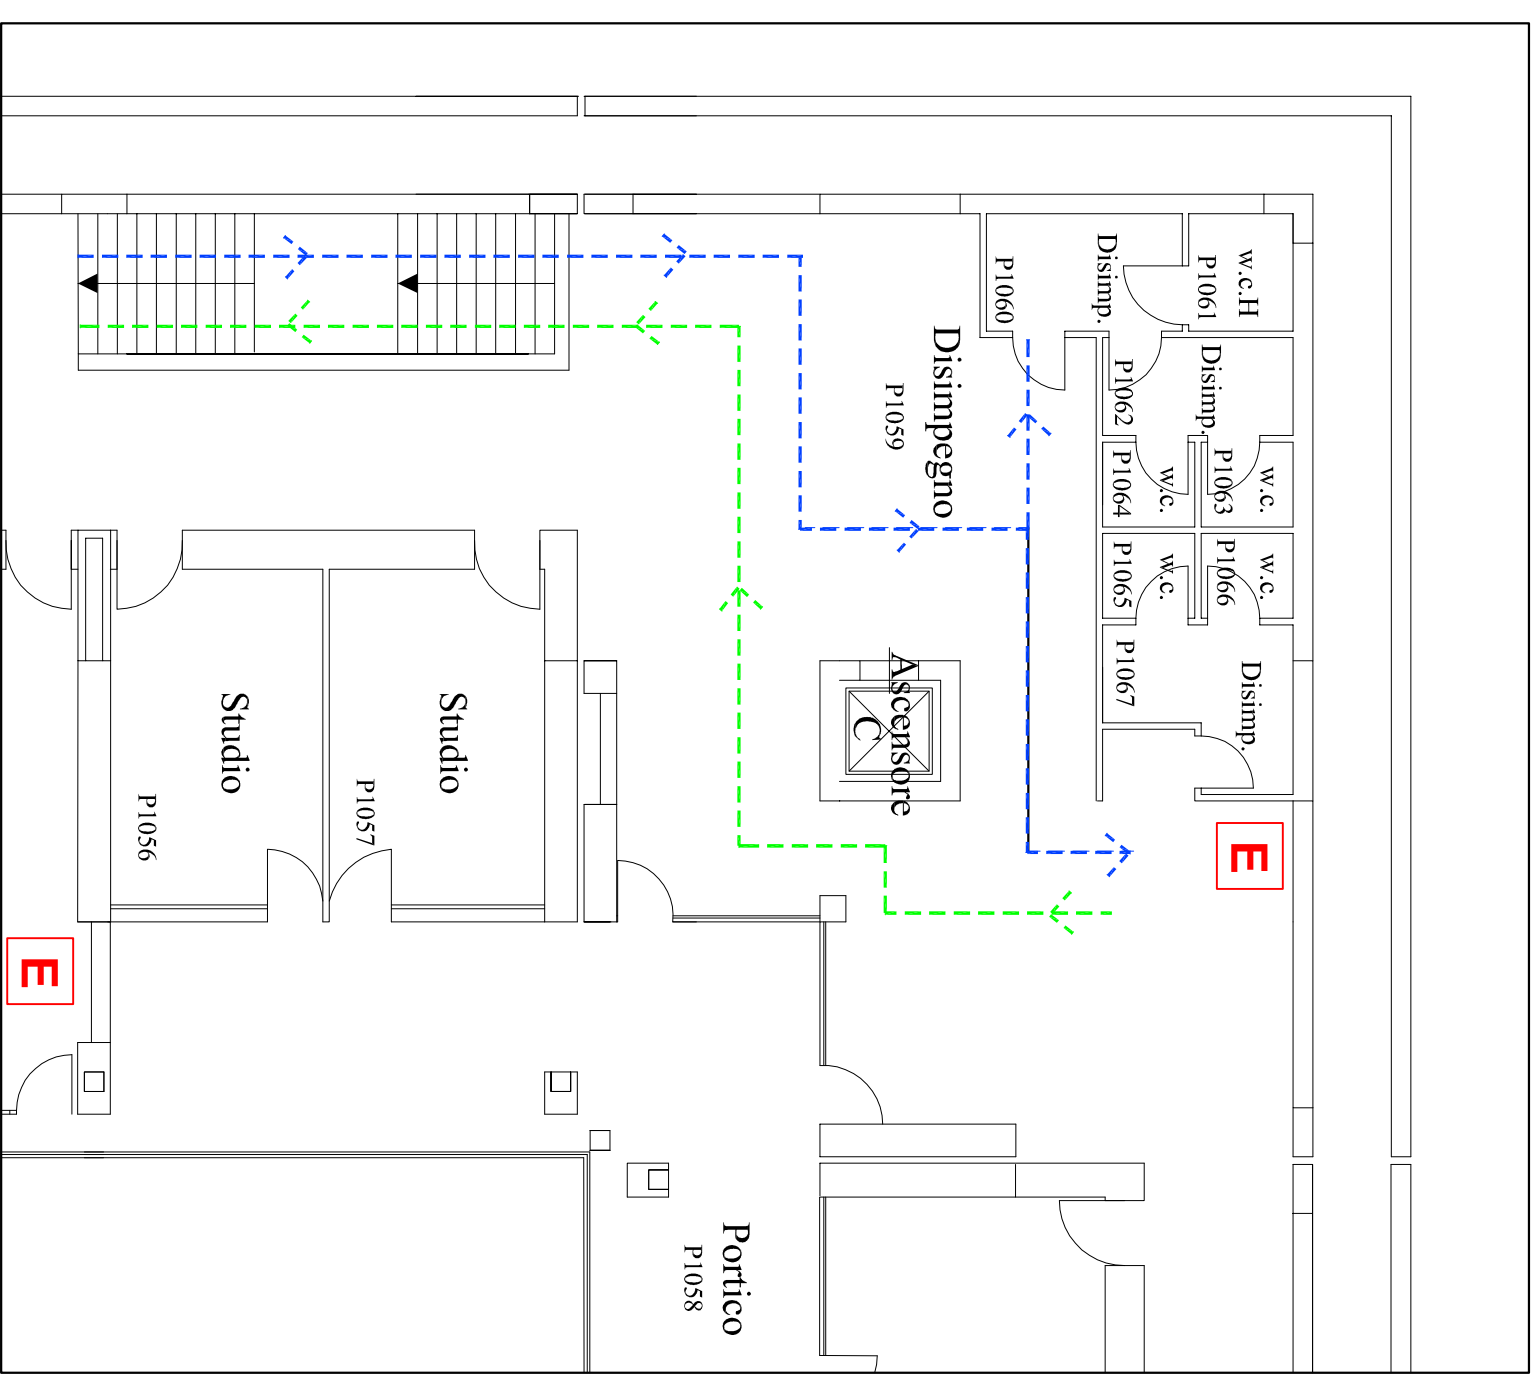 w.c.H
P1061
Disimp.
P1060
Disimp.
P1062
Disimpegno
P1059
w.c.
P1063
w.c.
P1064
w.c.
P1066
w.c.
P1065
Disimp.
P1067
Ascensore
C
Studio
P1057
Studio
P1056
E
E
Portico
P1058